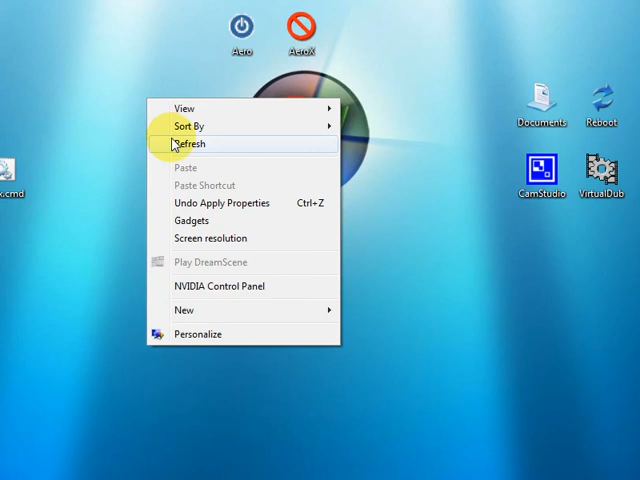 Aero
AeroX
View
Sort By
Refresh
Paste
Paste Shortcut
Undo Apply Properties Ctrl+Z
Gadgets
Screen resolution
Play DreamScene
NVIDIA Control Panel
New
Personalize
x.cmd
Documents
Reboot
CamStudio
VirtualDub